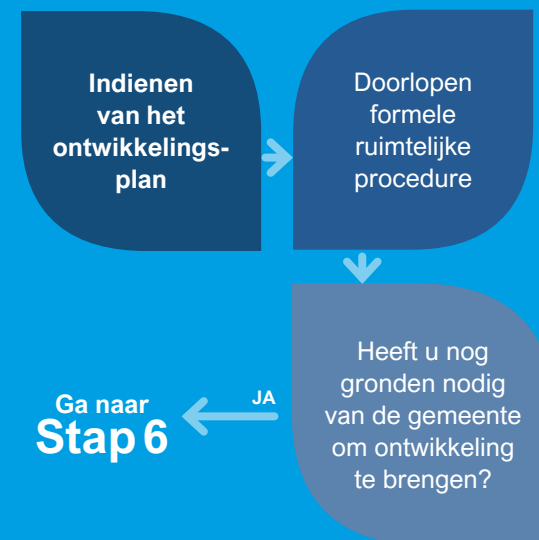 Indienen
van het
ontwikkelings-
plan
Doorlopen
formele
ruimtelijke
procedure
Heeft u nog
gronden nodig
van de gemeente
om ontwikkeling
te brengen?
JA
Ga naar
Stap 6